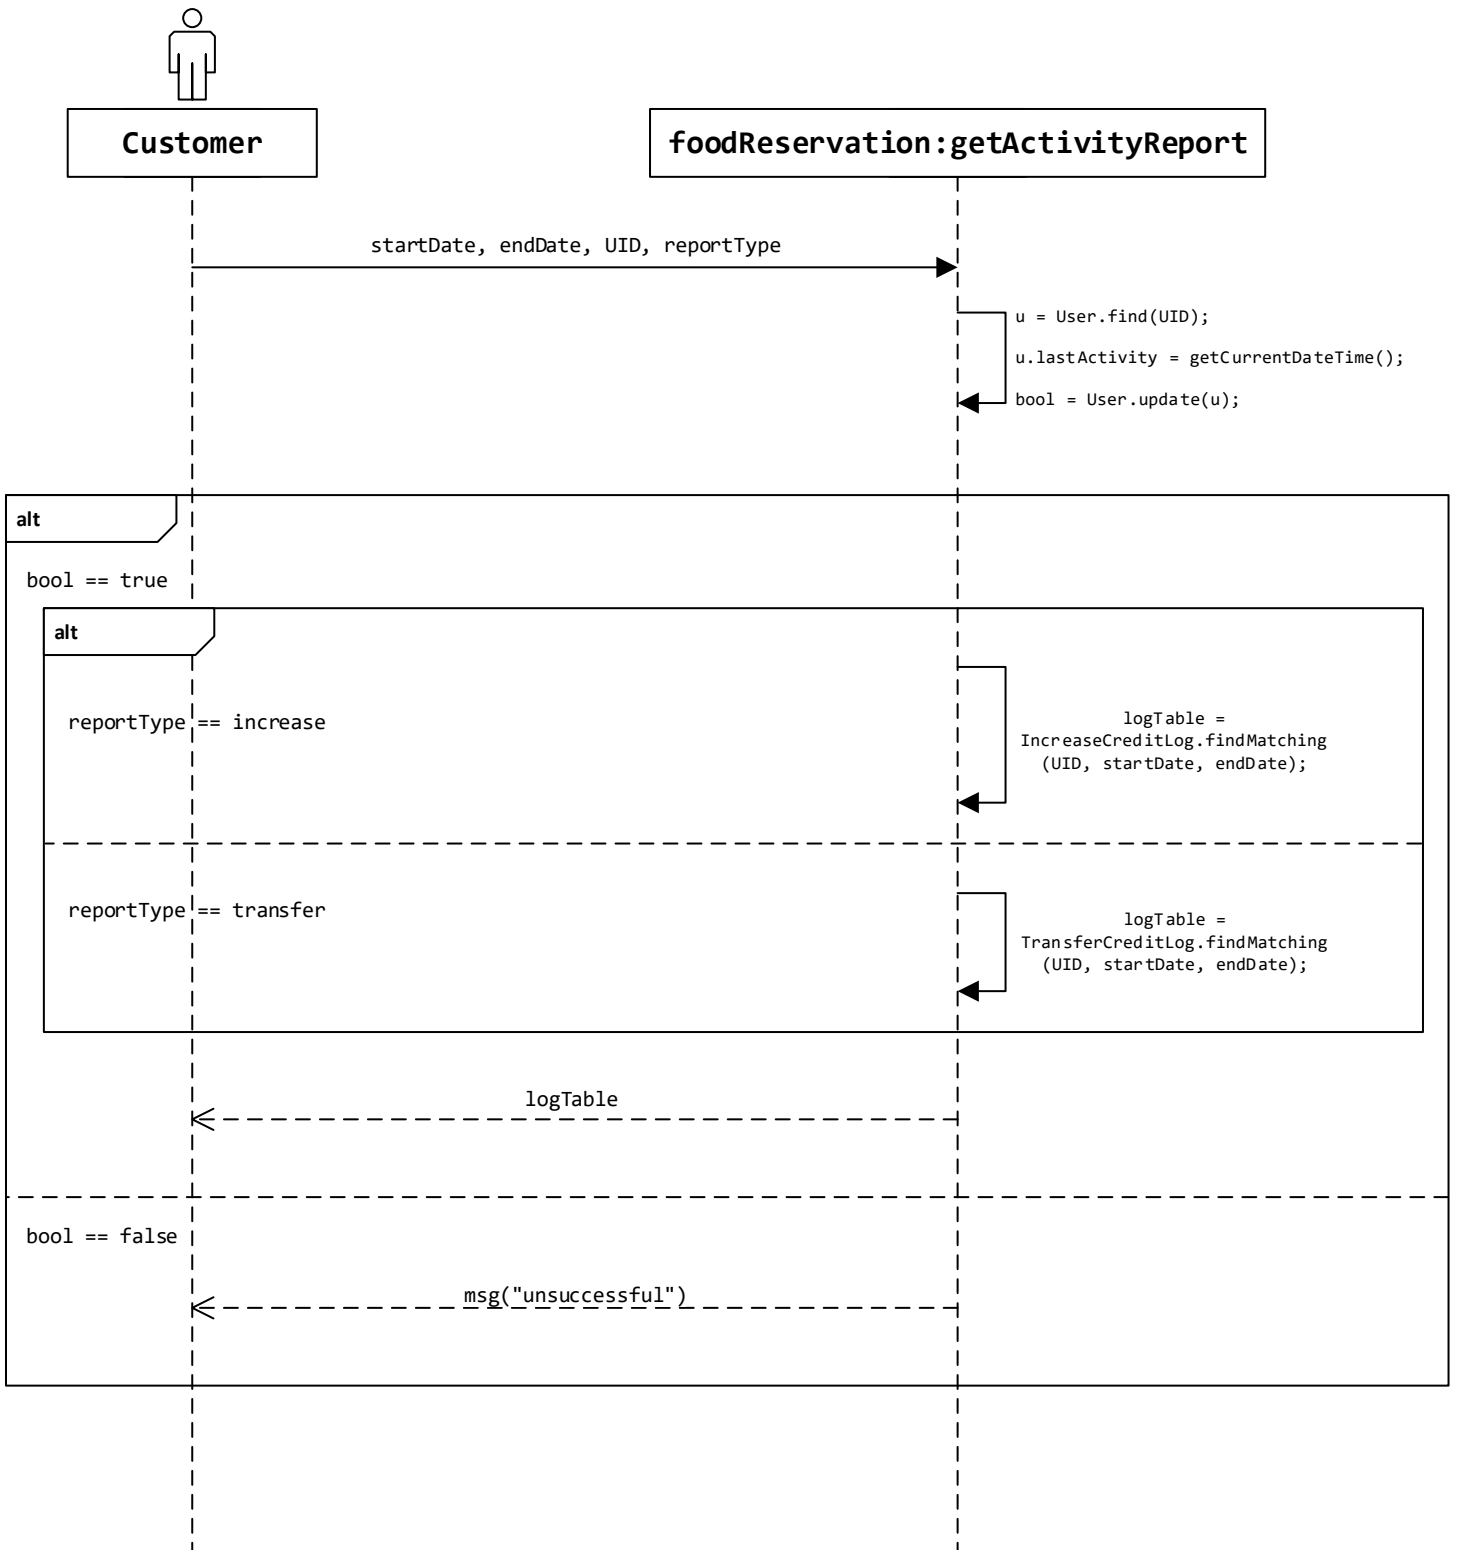 Customer
foodReservation:getActivityReport
startDate, endDate, UID, reportType
u = User.find(UID);
u.lastActivity = getCurrentDateTime();
bool = User.update(u);
alt
bool == true
alt
reportType == increase
logTable =
IncreaseCreditLog.findMatching
(UID, startDate, endDate);
reportType == transfer
logTable =
TransferCreditLog.findMatching
(UID, startDate, endDate);
logTable
bool == false
msg("unsuccessful")